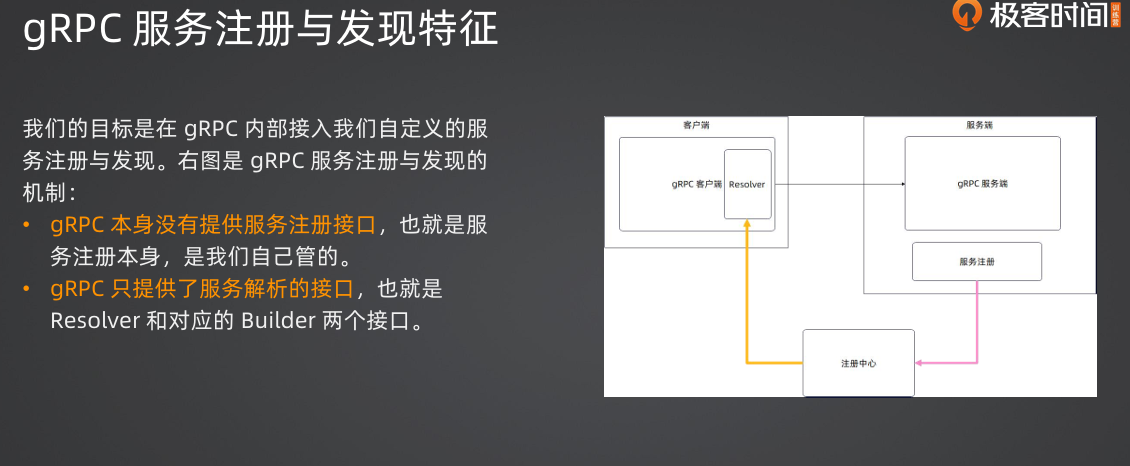 gRPC 服务注册与发现特征
极客时间
训练营
我们的目标是在 gRPC 内部接入我们自定义的服
务注册与发现。右图是 gRPC 服务注册与发现的
机制：
• gRPC 本身没有提供服务注册接口，也就是服
务注册本身，是我们自己管的。
• gRPC 只提供了服务解析的接口，也就是
Resolver 和对应的 Builder 两个接口。
客户端
gRPC 客户端
Resolver
服务端
gRPC 服务端
服务注册
注册中心